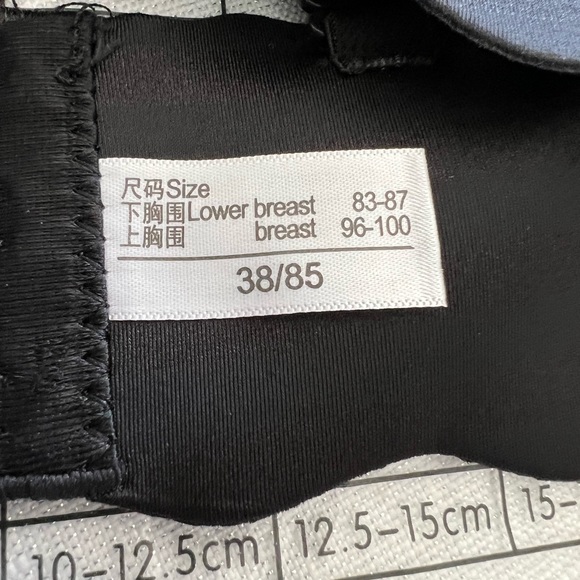 尺码Size
下胸围Lower breast 83-87
上胸围 breast 96-100
38/85
10-12.5cm
12.5-15cm
15-